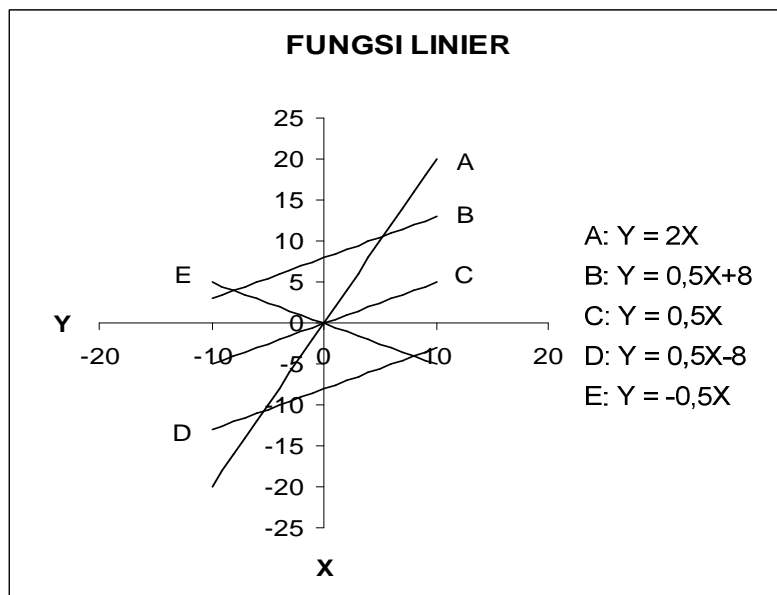 FUNGSI LINIER
25
20
15
10
5
0
-5
-10
-15
-20
-25
-20
-10
0
10
20
Y
X
A
B
C
D
E
A: Y = 2X
B: Y = 0,5X+8
C: Y = 0,5X
D: Y = 0,5X-8
E: Y = -0,5X